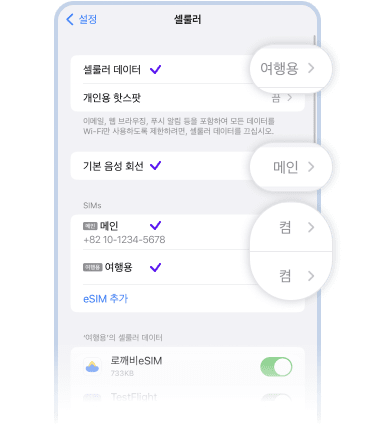 설정
셀룰러
셀룰러 데이터
여행용
개인용 핫스팟
끔
이메일, 웹 브라우징, 푸시 알림 등을 포함하여 모든 데이터를
Wi-Fi만 사용하도록 제한하려면, 셀룰러 데이터를 끄십시오.
기본 음성 회선
메인
SIMs
메인 메인
켬
+82 10-1234-5678
여행용 여행용
켬
eSIM 추가
'여행용'의 셀룰러 데이터
로깨비eSIM
733KB
TestFlight